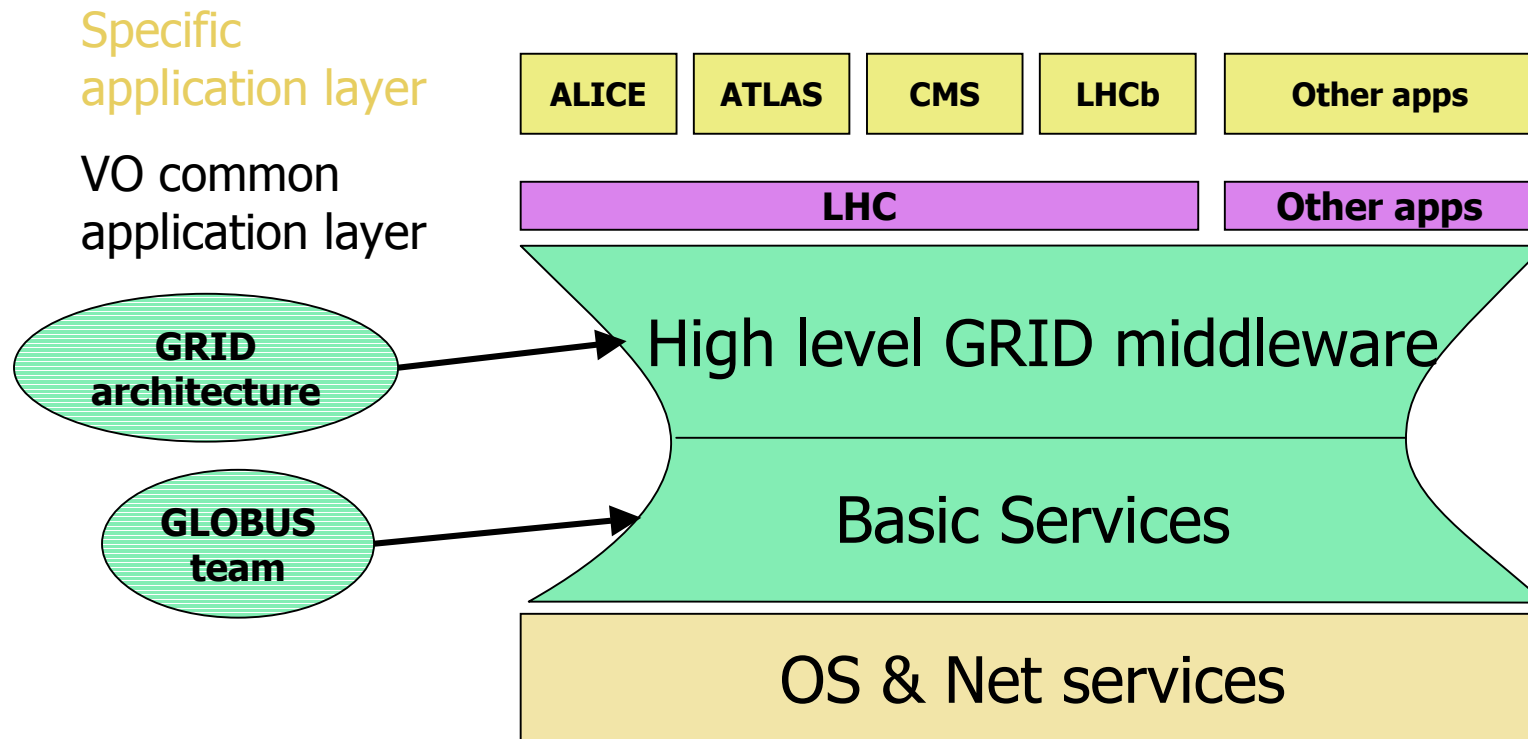 Specific
application layer
ALICE ATLAS CMS LHCb Other apps
VO common
application layer
LHC Other apps
GRID
architecture
High level GRID middleware
GLOBUS
team
Basic Services
OS & Net services